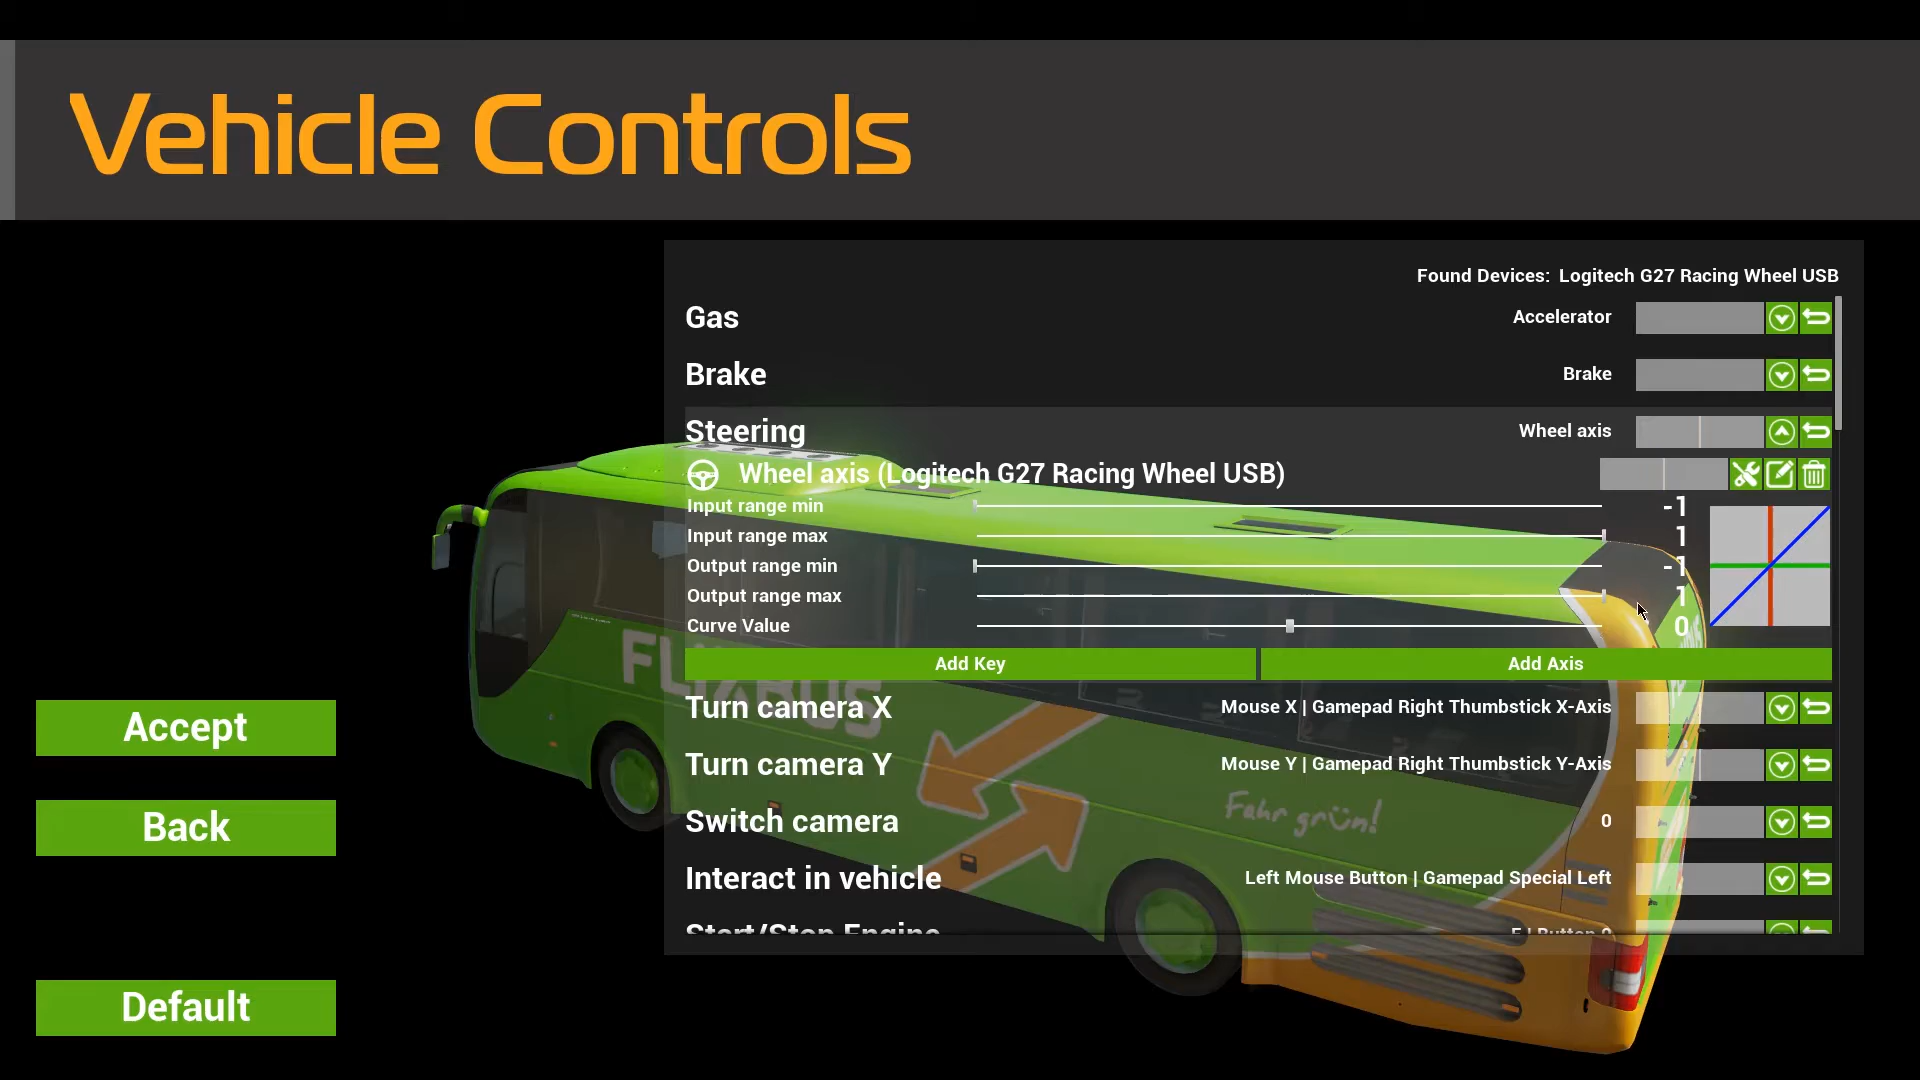 Vehicle Controls
Found Devices: Logitech G27 Racing Wheel USB
Gas Accelerator
Brake Brake
Steering Wheel axis
Wheel axis (Logitech G27 Racing Wheel USB)
Input range min -1
Input range max 1
Output range min -1
Output range max 1
Curve Value 0
Add Key Add Axis
Turn camera X Mouse X | Gamepad Right Thumbstick X-Axis
Turn camera Y Mouse Y | Gamepad Right Thumbstick Y-Axis
Switch camera 0
Interact in vehicle Left Mouse Button | Gamepad Special Left
Start/Stop Engine
FLIXBUS
Fahr grün!
Accept
Back
Default